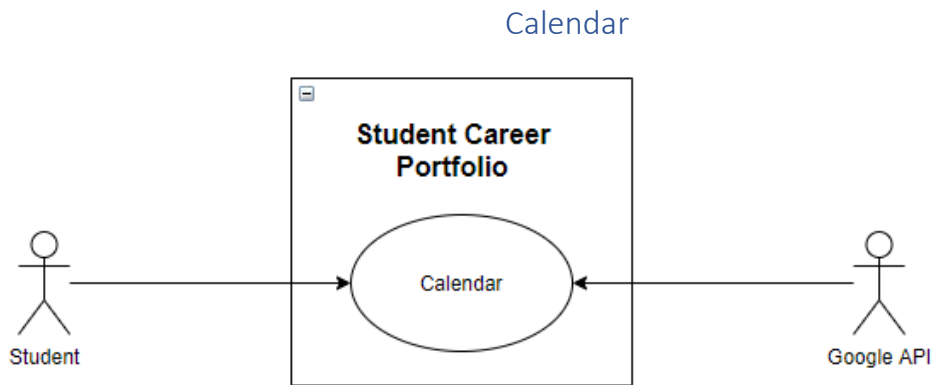 Calendar
Student Career
Portfolio
Calendar
Student
Google API